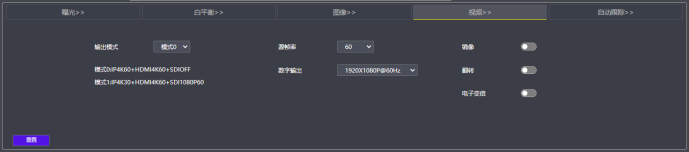 曝光>> 白平衡>> 图像>> 视频>> 自动跟踪>>
输出模式 模式0 源帧率 60 镜像
模式0:IP4K60+HDMI4K60+SDIOFF 数字输出 1920X1080P@60Hz 翻转
模式1:IP4K30+HDMI4K60+SDI1080P60
电子变倍
重置